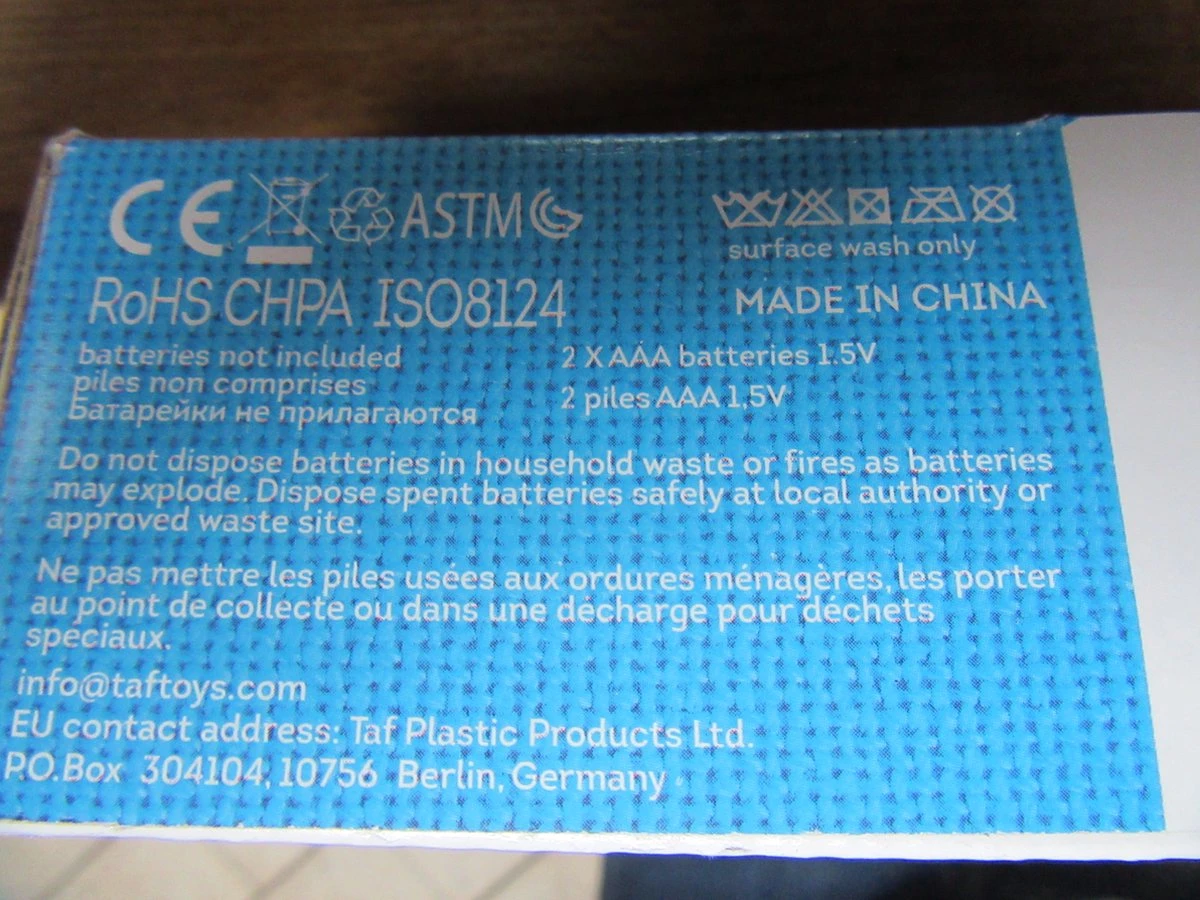 CE ASTM
RoHS CHPA ISO8124
surface wash only
MADE IN CHINA
batteries not included
piles non comprises
Батарейки не прилагаются
2 X AAA batteries 1.5V
2 piles AAA 1,5V
Do not dispose batteries in household waste or fires as batteries
may explode. Dispose spent batteries safely at local authority or
approved waste site.
Ne pas mettre les piles usées aux ordures ménagères, les porter
au point de collecte ou dans une décharge pour déchets
spéciaux.
info@taftoys.com
EU contact address: Taf Plastic Products Ltd.
P.O.Box 304104, 10756 Berlin, Germany